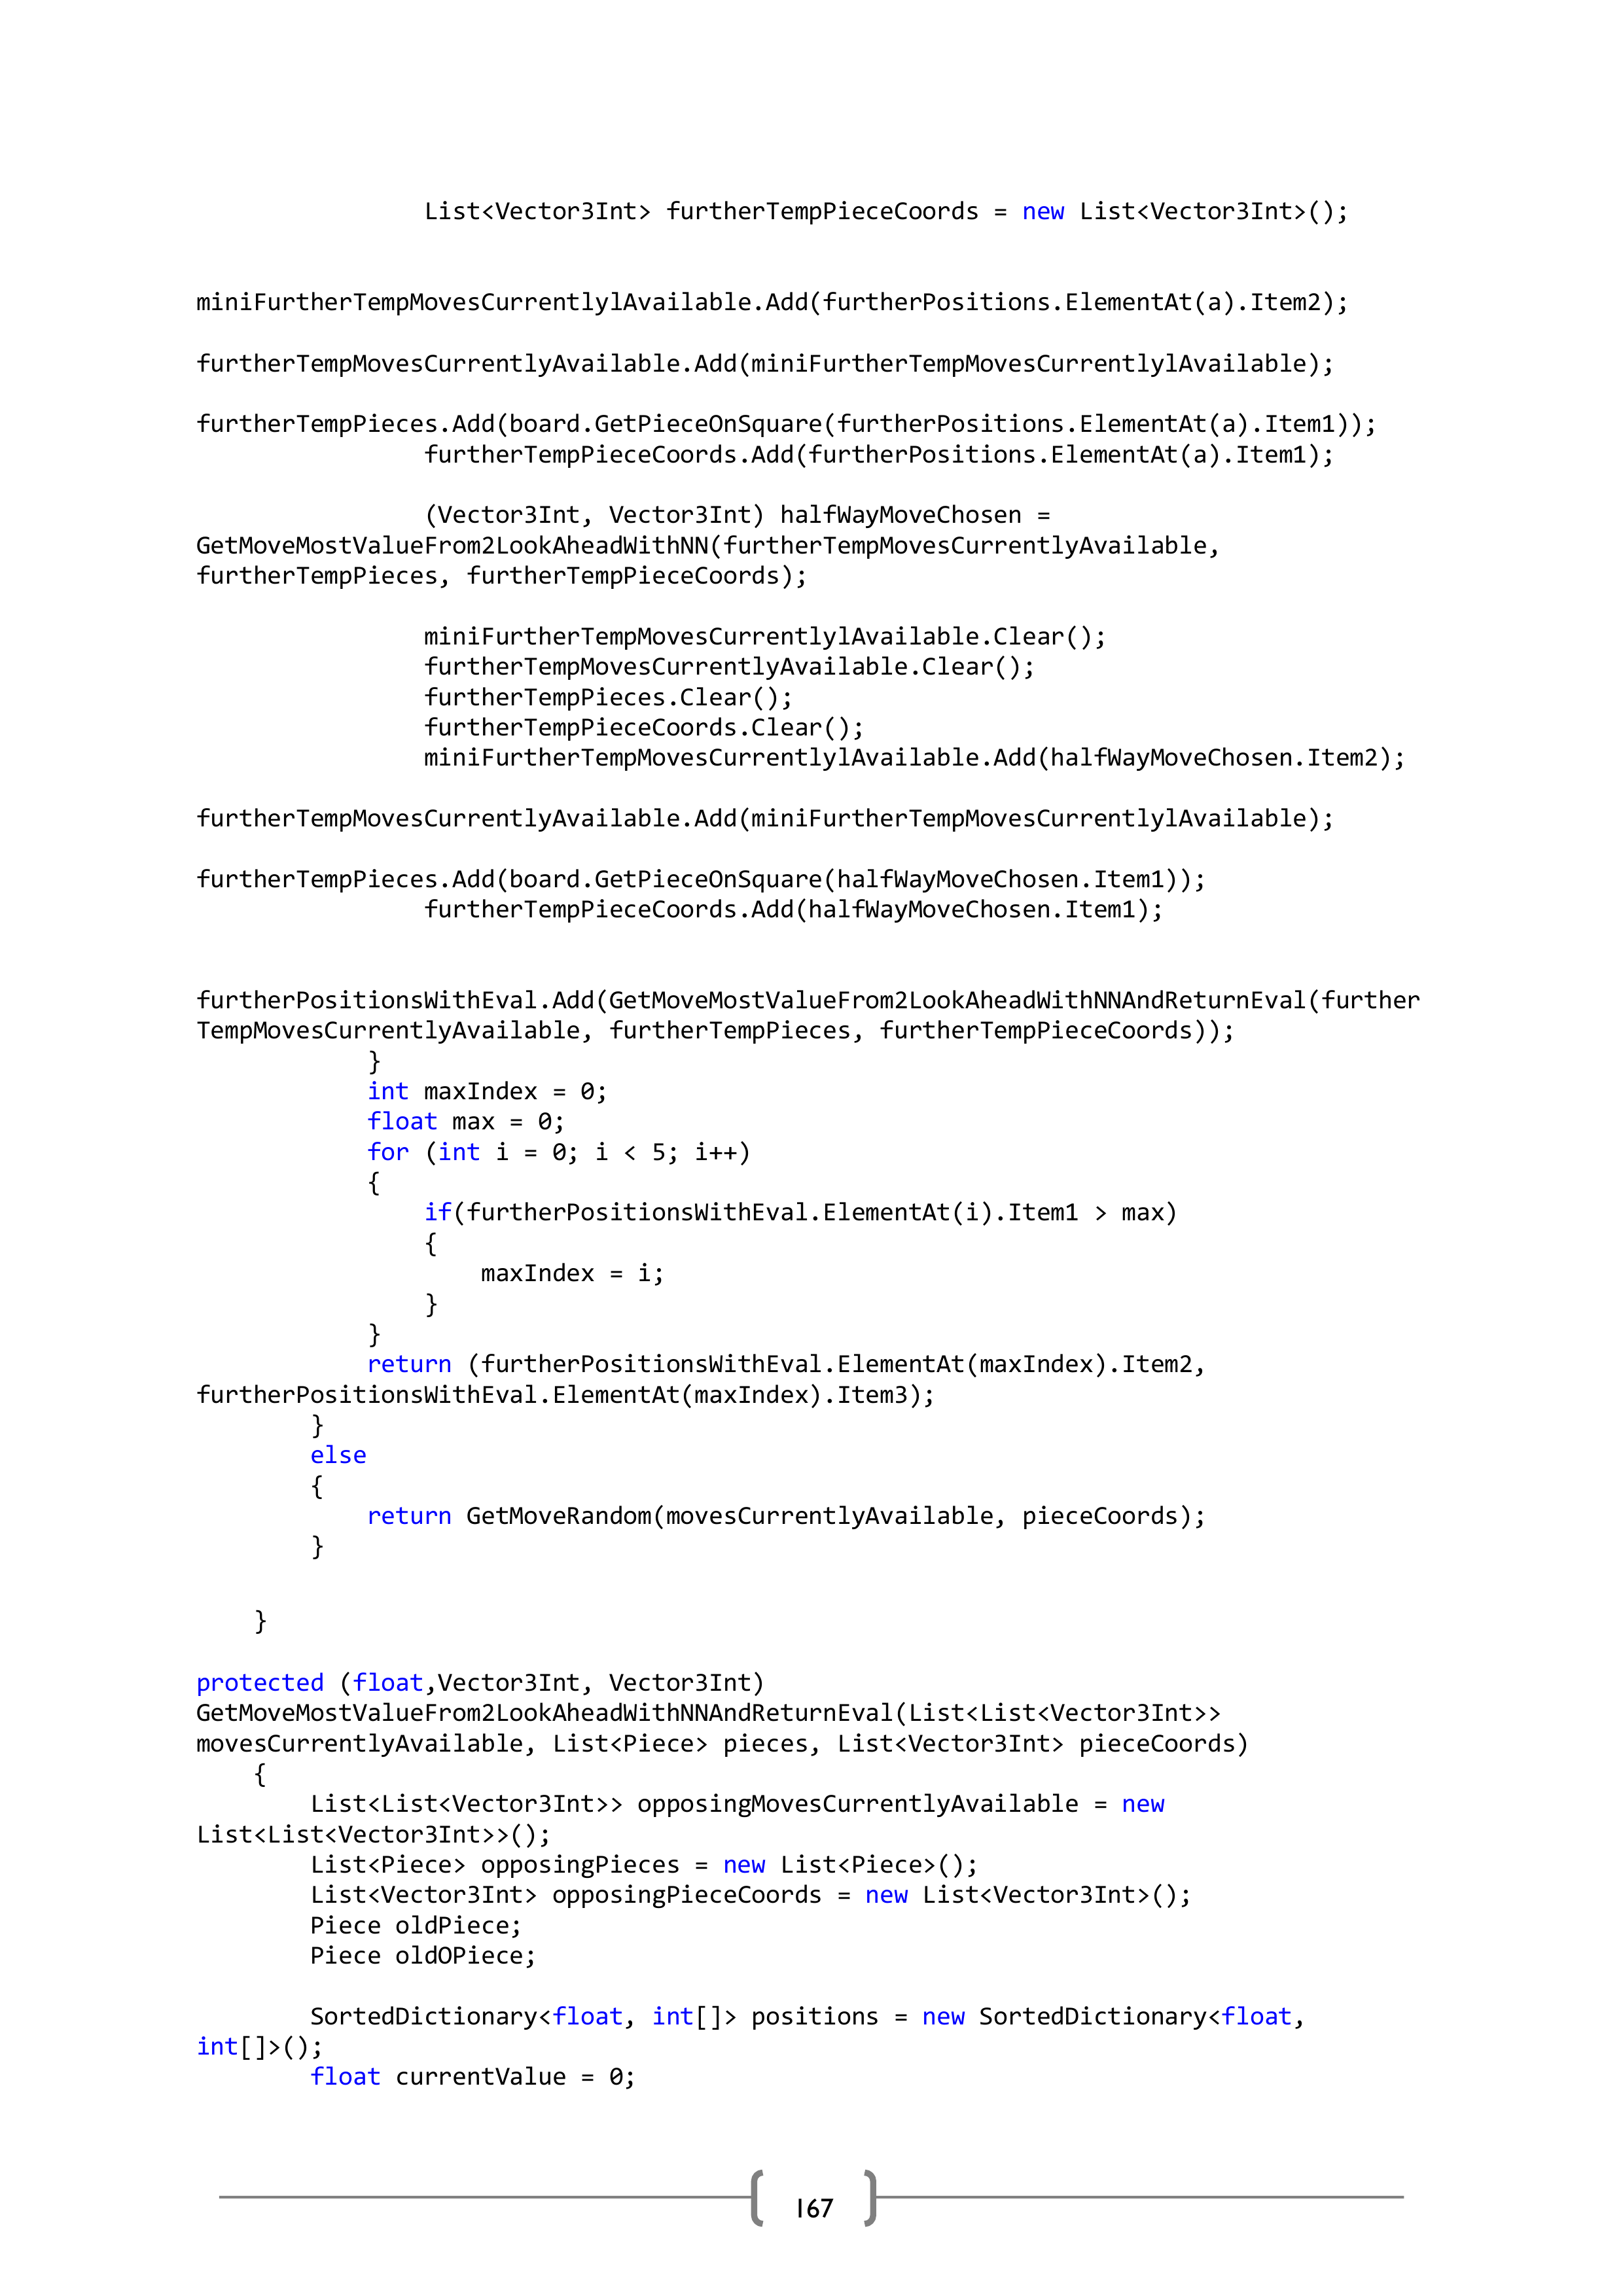 List<Vector3Int> furtherTempPieceCoords = new List<Vector3Int>();
miniFurtherTempMovesCurrentlylAvailable.Add(furtherPositions.ElementAt(a).Item2);
furtherTempMovesCurrentlyAvailable.Add(miniFurtherTempMovesCurrentlylAvailable);
furtherTempPieces.Add(board.GetPieceOnSquare(furtherPositions.ElementAt(a).Item1));
furtherTempPieceCoords.Add(furtherPositions.ElementAt(a).Item1);
(Vector3Int, Vector3Int) halfWayMoveChosen =
GetMoveMostValueFrom2LookAheadWithNN(furtherTempMovesCurrentlyAvailable,
furtherTempPieces, furtherTempPieceCoords);
miniFurtherTempMovesCurrentlylAvailable.Clear();
furtherTempMovesCurrentlyAvailable.Clear();
furtherTempPieces.Clear();
furtherTempPieceCoords.Clear();
miniFurtherTempMovesCurrentlylAvailable.Add(halfWayMoveChosen.Item2);
furtherTempMovesCurrentlyAvailable.Add(miniFurtherTempMovesCurrentlylAvailable);
furtherTempPieces.Add(board.GetPieceOnSquare(halfWayMoveChosen.Item1));
furtherTempPieceCoords.Add(halfWayMoveChosen.Item1);
furtherPositionsWithEval.Add(GetMoveMostValueFrom2LookAheadWithNNAndReturnEval(further
TempMovesCurrentlyAvailable, furtherTempPieces, furtherTempPieceCoords));
}
int maxIndex = 0;
float max = 0;
for (int i = 0; i < 5; i++)
{
if(furtherPositionsWithEval.ElementAt(i).Item1 > max)
{
maxIndex = i;
}
}
return (furtherPositionsWithEval.ElementAt(maxIndex).Item2,
furtherPositionsWithEval.ElementAt(maxIndex).Item3);
}
else
{
return GetMoveRandom(movesCurrentlyAvailable, pieceCoords);
}
}
protected (float,Vector3Int, Vector3Int)
GetMoveMostValueFrom2LookAheadWithNNAndReturnEval(List<List<Vector3Int>>
movesCurrentlyAvailable, List<Piece> pieces, List<Vector3Int> pieceCoords)
{
List<List<Vector3Int>> opposingMovesCurrentlyAvailable = new
List<List<Vector3Int>>();
List<Piece> opposingPieces = new List<Piece>();
List<Vector3Int> opposingPieceCoords = new List<Vector3Int>();
Piece oldPiece;
Piece oldOPiece;
SortedDictionary<float, int[]> positions = new SortedDictionary<float,
int[]>();
float currentValue = 0;
167